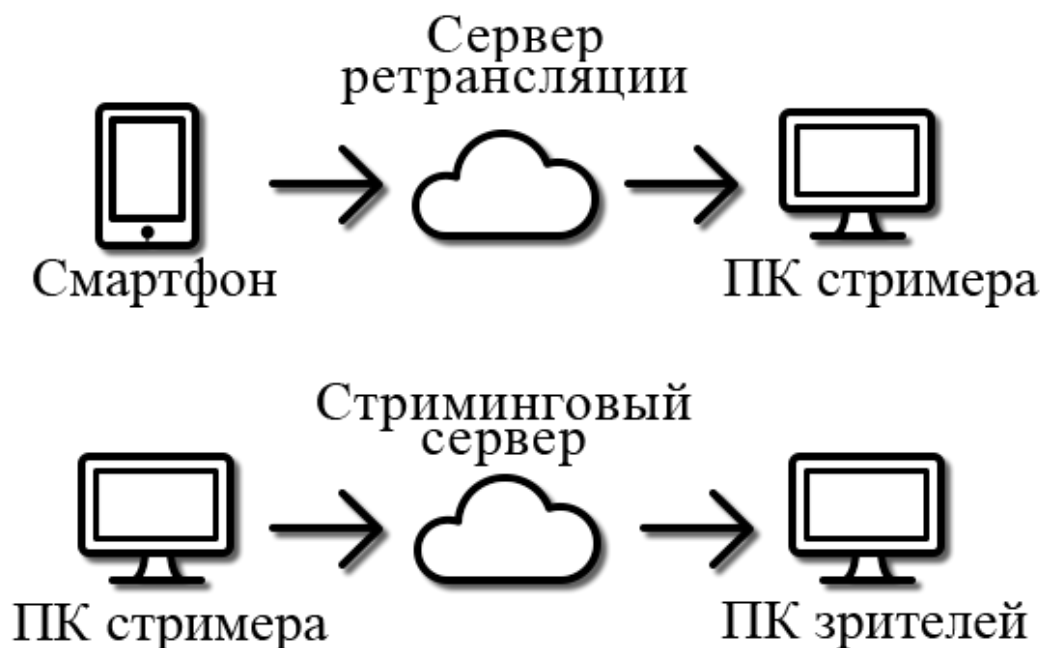 Сервер
ретрансляции
Смартфон
ПК стримера
Стриминговый
сервер
ПК стримера
ПК зрителей